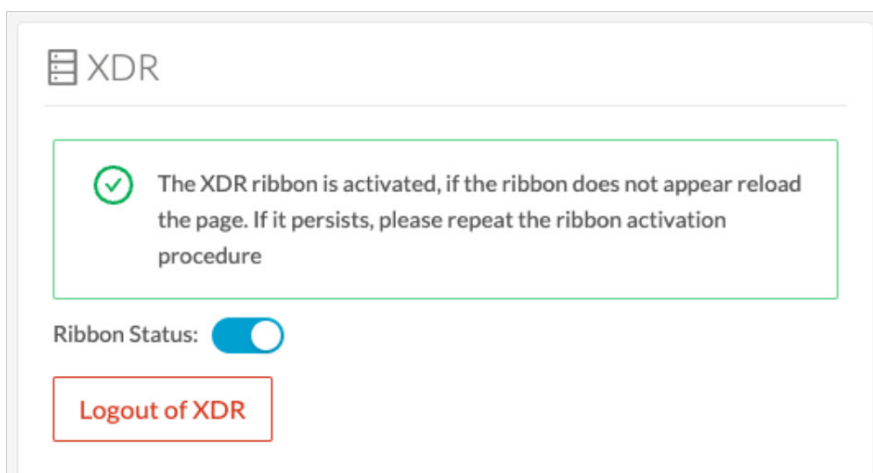 XDR
The XDR ribbon is activated, if the ribbon does not appear reload
the page. If it persists, please repeat the ribbon activation
procedure
Ribbon Status:
Logout of XDR